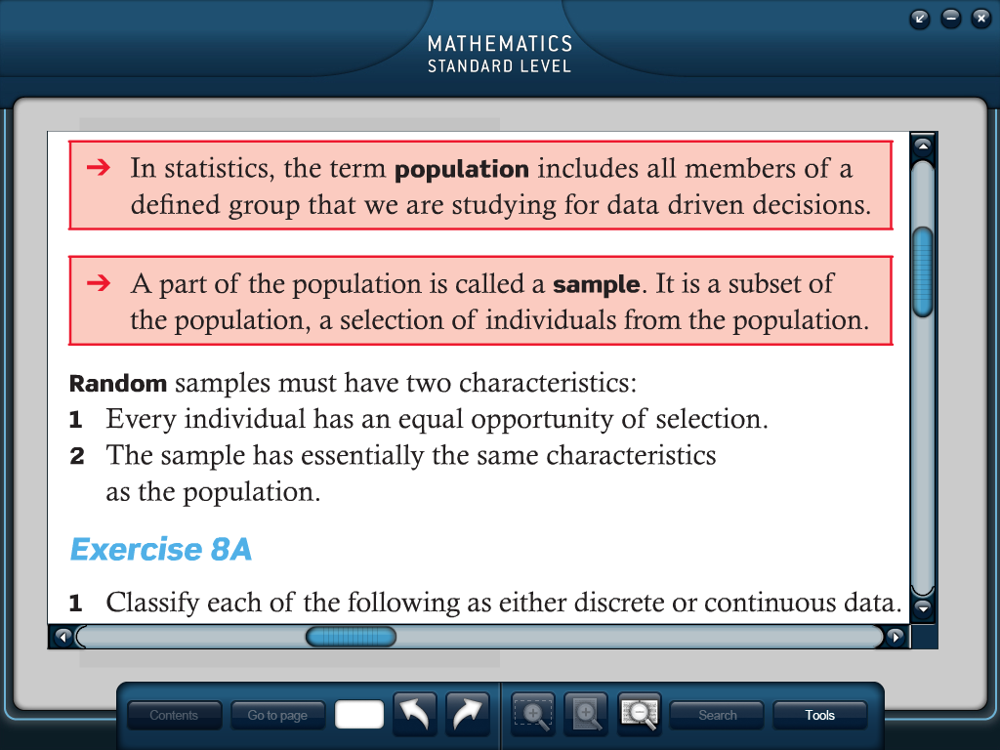 MATHEMATICS
STANDARD LEVEL
➔ In statistics, the term population includes all members of a
defined group that we are studying for data driven decisions.
➔ A part of the population is called a sample. It is a subset of
the population, a selection of individuals from the population.
Random samples must have two characteristics:
1 Every individual has an equal opportunity of selection.
2 The sample has essentially the same characteristics
as the population.
Exercise 8A
1 Classify each of the following as either discrete or continuous data.
Contents Go to page Search Tools